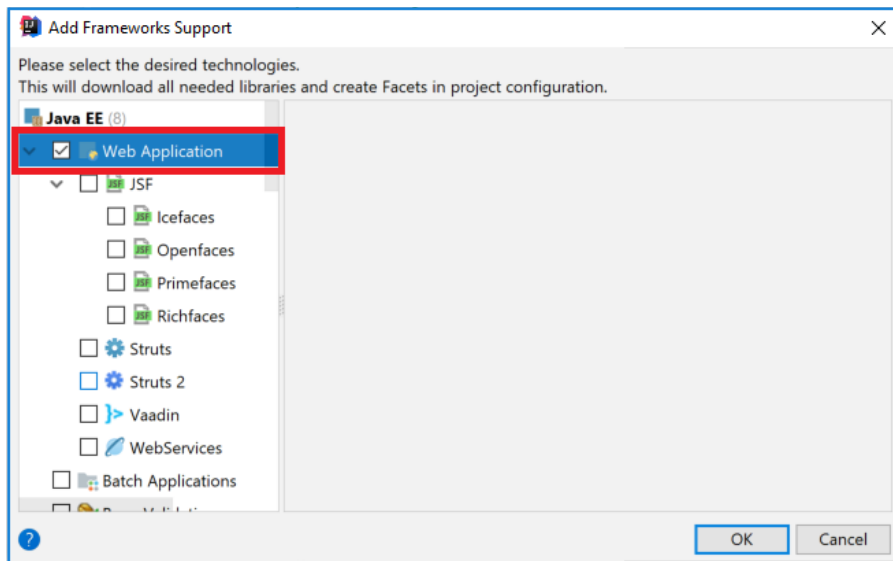 Add Frameworks Support
Please select the desired technologies.
This will download all needed libraries and create Facets in project configuration.
Java EE (8)
Web Application
JSF
Icefaces
Openfaces
Primefaces
Richfaces
Struts
Struts 2
Vaadin
WebServices
Batch Applications
OK Cancel